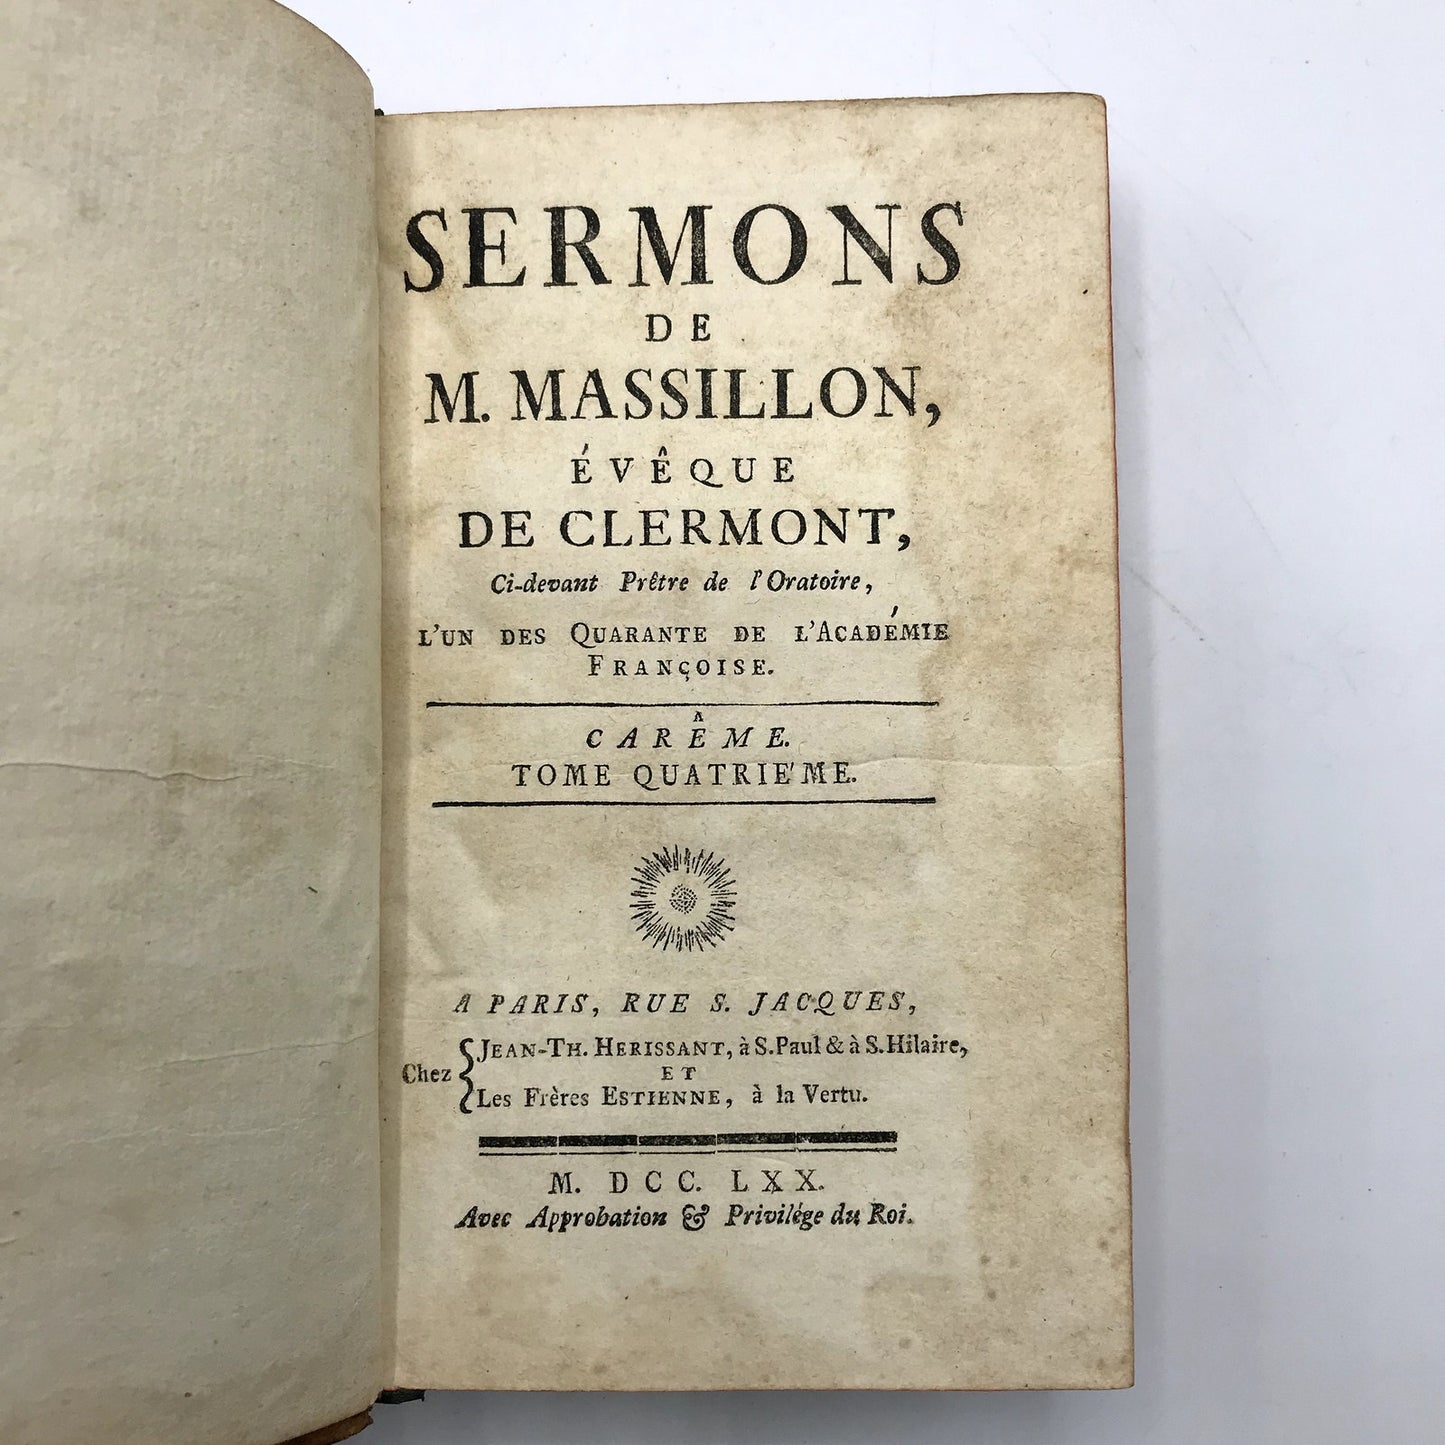 SERMONS
DE
M. MASSILLON,
ÉVÊQUE
DE CLERMONT,
Ci-devant Prêtre de l'Oratoire,
L'UN DES QUARANTE DE L'ACADÉMIE
FRANÇOISE.
CARÊME.
TOME QUATRIE'ME.
A PARIS, RUE S. JACQUES,
Chez { JEAN-TH. HERISSANT, à S. Paul & à S. Hilaire,
ET
Les Frères ESTIENNE, à la Vertu.
M. DCC. LXX.
Avec Approbation & Privilége du Roi.